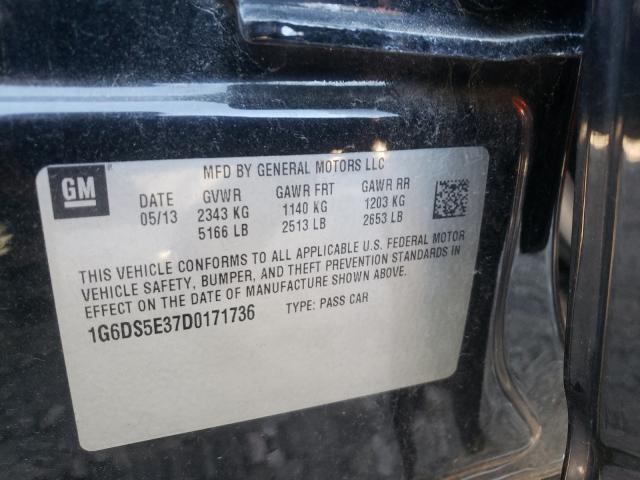 GM
MFD BY GENERAL MOTORS LLC
DATE GVWR GAWR FRT GAWR RR
05/13 2343 KG 1140 KG 1203 KG
5166 LB 2513 LB 2653 LB
THIS VEHICLE CONFORMS TO ALL APPLICABLE U.S. FEDERAL MOTOR
VEHICLE SAFETY, BUMPER, AND THEFT PREVENTION STANDARDS IN
EFFECT ON THE DATE OF MANUFACTURE SHOWN ABOVE.
1G6DS5E37D0171736 TYPE: PASS CAR